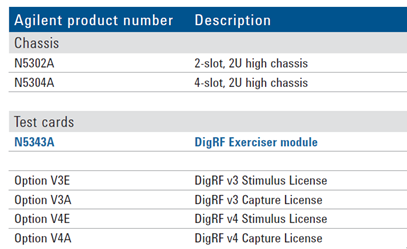 Agilent product number Description
Chassis
N5302A 2-slot, 2U high chassis
N5304A 4-slot, 2U high chassis
Test cards
N5343A DigRF Exerciser module
Option V3E DigRF v3 Stimulus License
Option V3A DigRF v3 Capture License
Option V4E DigRF v4 Stimulus License
Option V4A DigRF v4 Capture License